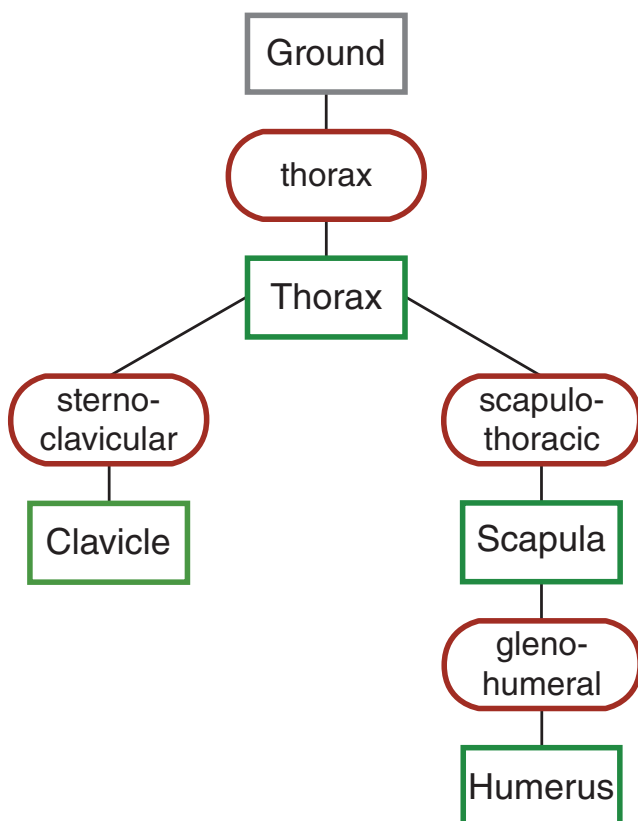 Ground
thorax
Thorax
sterno-
clavicular
scapulo-
thoracic
Clavicle
Scapula
gleno-
humeral
Humerus